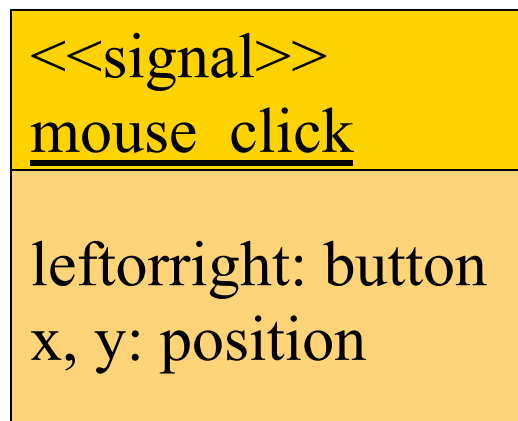 <<signal>>
mouse_click
leftorright: button
x, y: position